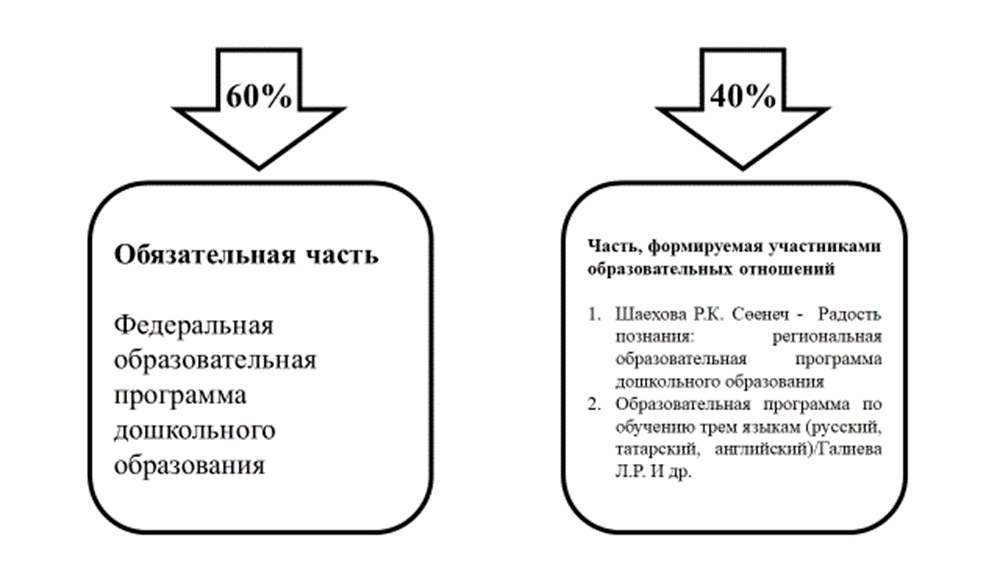 60%
Обязательная часть
Федеральная
образовательная
программа
дошкольного
образования
40%
Часть, формируемая участниками
образовательных отношений
1. Шаехова Р.К. Сөенеч - Радость
познания: региональная
образовательная программа
дошкольного образования
2. Образовательная программа по
обучению трем языкам (русский,
татарский, английский)/Галиева
Л.Р. И др.